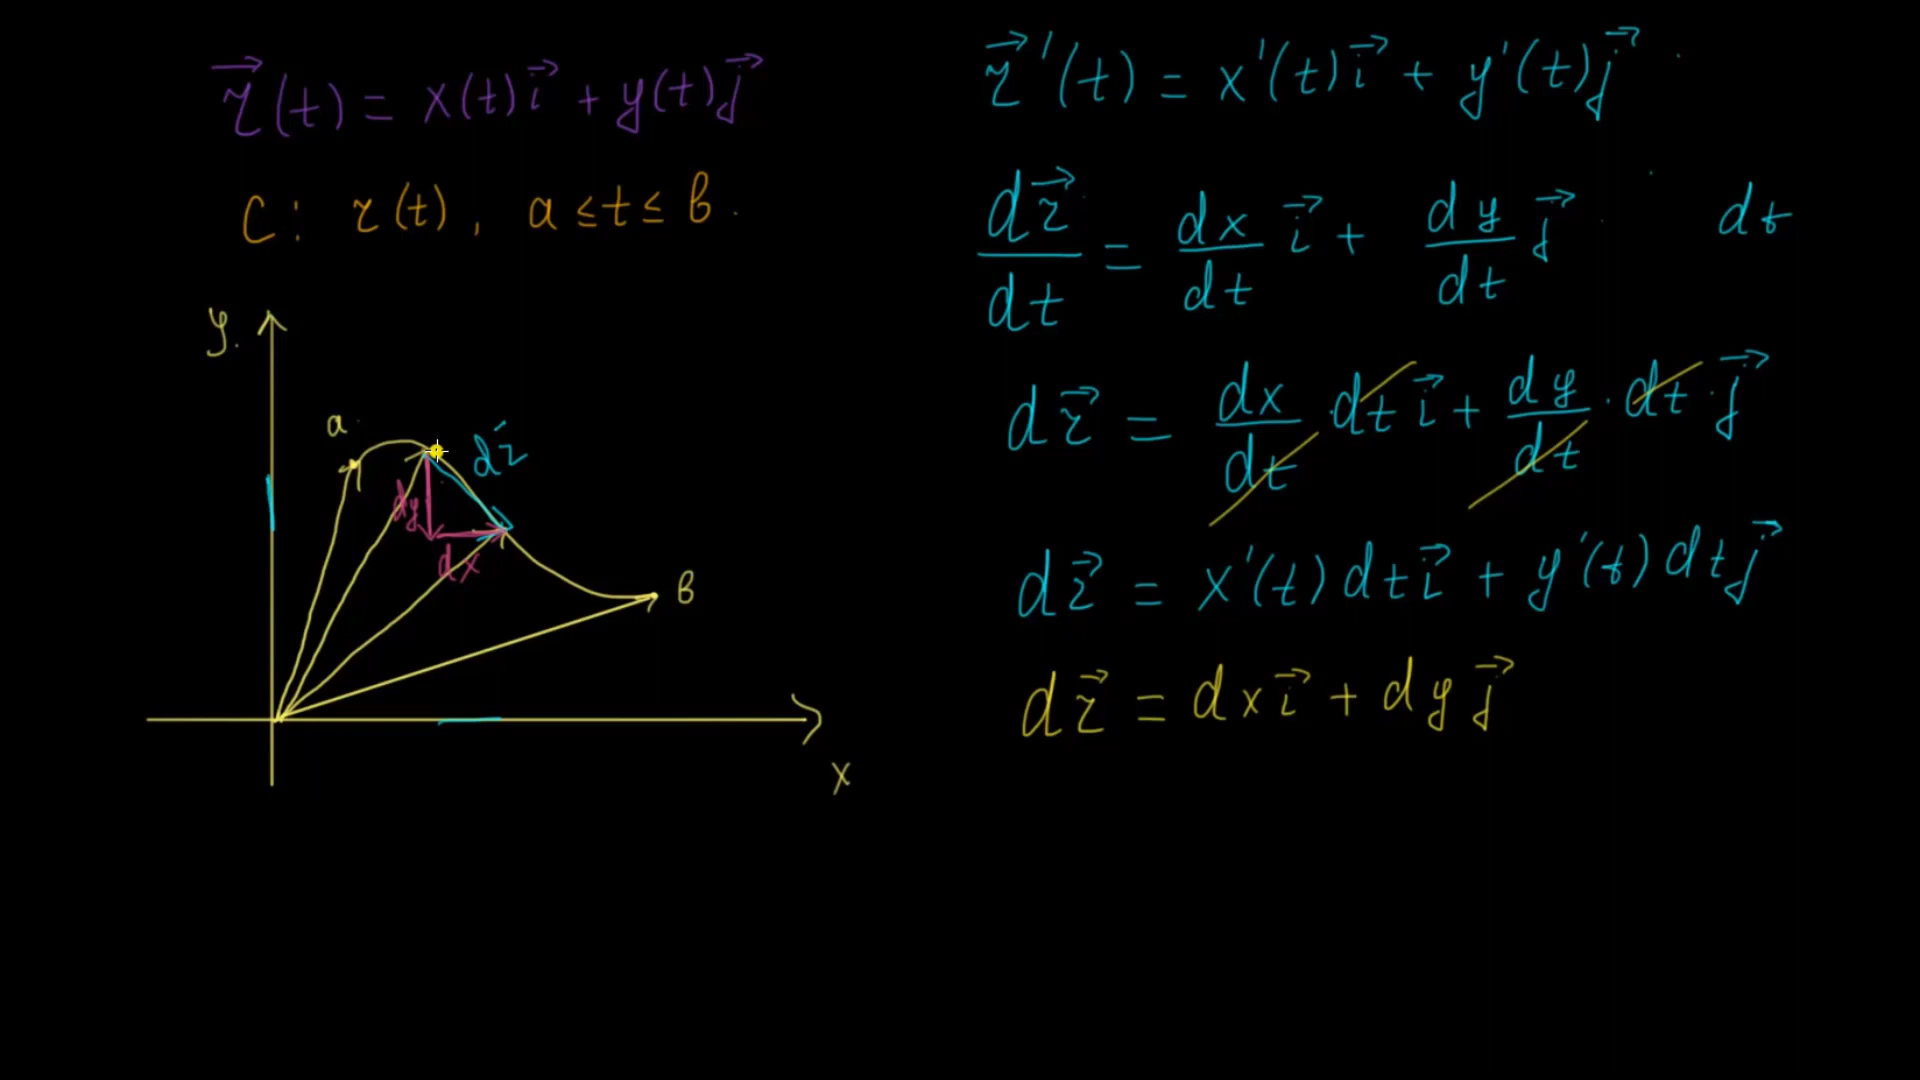 r⃗(t) = x(t)i⃗ + y(t)j⃗
C: r(t), a ≤ t ≤ b.
y
a
dr⃗
dy
dx
b
x
r⃗'(t) = x'(t)i⃗ + y'(t)j⃗
dr⃗/dt = dx/dt i⃗ + dy/dt j⃗
dt
dr⃗ = dx/dt · dt i⃗ + dy/dt · dt · j⃗
dr⃗ = x'(t)dt i⃗ + y'(t)dt j⃗
dr⃗ = dx i⃗ + dy j⃗